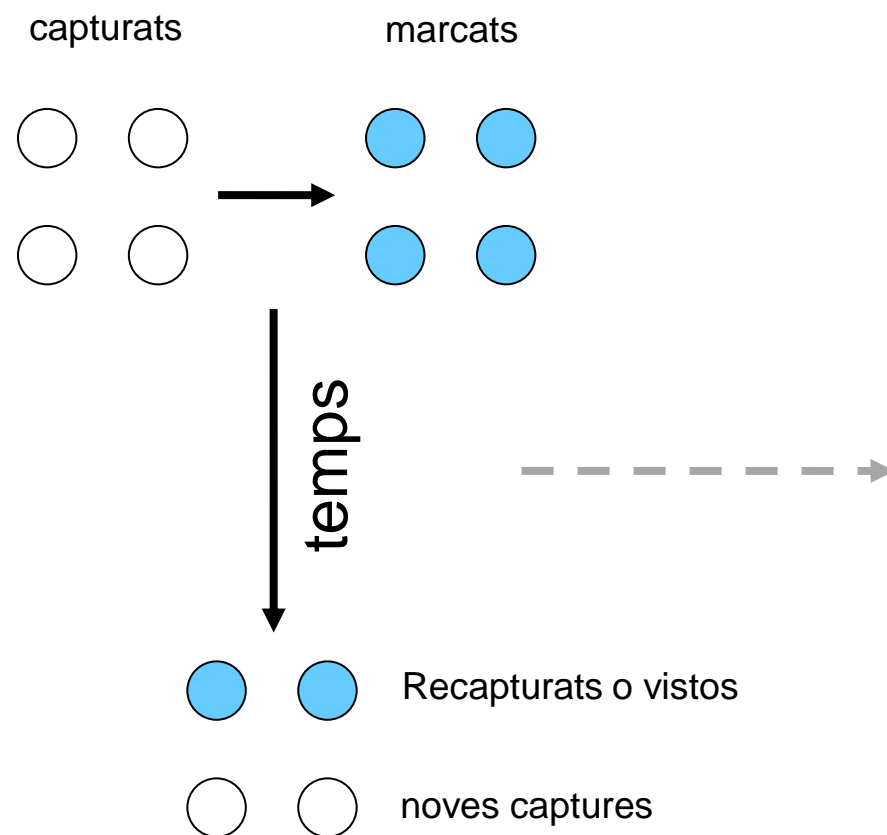 capturats
marcats
temps
Recapturats o vistos
noves captures